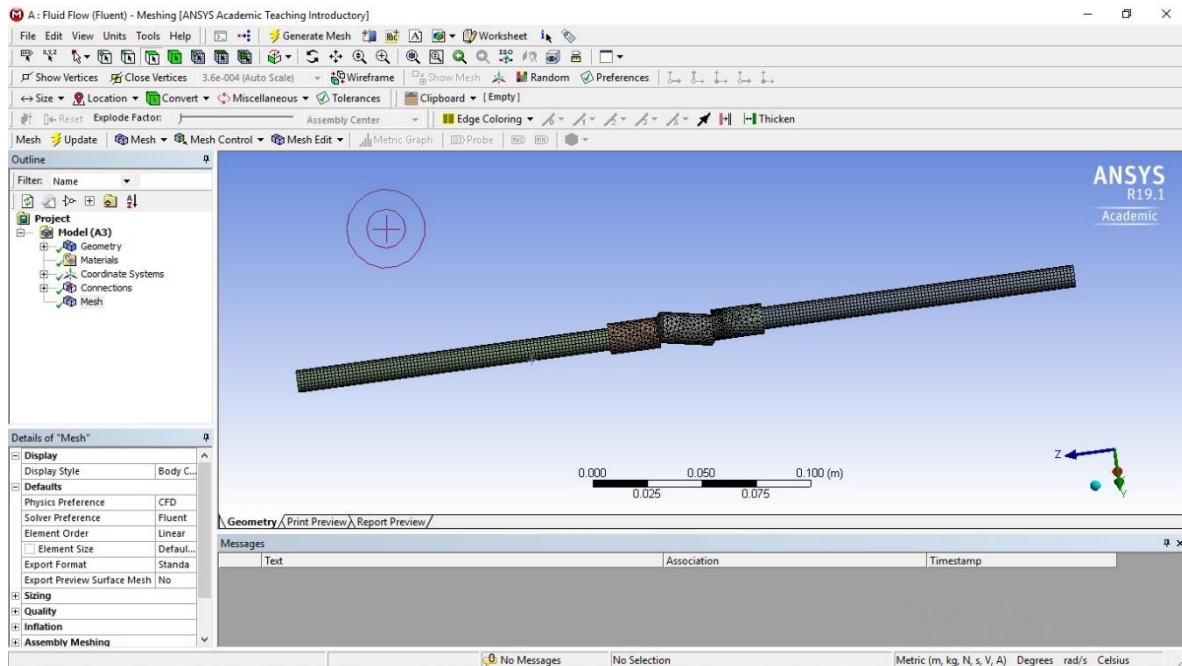 A : Fluid Flow (Fluent) - Meshing [ANSYS Academic Teaching Introductory]
File Edit View Units Tools Help Generate Mesh Worksheet
Show Vertices Close Vertices 3.6e-004 (Auto Scale) Wireframe Show Mesh Random Preferences
Size Location Convert Miscellaneous Tolerances Clipboard [Empty]
Reset Explode Factor: Assembly Center Edge Coloring Thicken
Mesh Update Mesh Mesh Control Mesh Edit Metric Graph Probe
Outline
Filter: Name
Project
Model (A3)
Geometry
Materials
Coordinate Systems
Connections
Mesh
ANSYS
R19.1
Academic
Z
Y
0.000 0.050 0.100 (m)
0.025 0.075
Geometry Print Preview Report Preview
Details of "Mesh"
Display
Display Style Body C...
Defaults
Physics Preference CFD
Solver Preference Fluent
Element Order Linear
Element Size Defaul...
Export Format Standa
Export Preview Surface Mesh No
Sizing
Quality
Inflation
Assembly Meshing
Messages
Text Association Timestamp
0 No Messages No Selection Metric (m, kg, N, s, V, A) Degrees rad/s Celsius